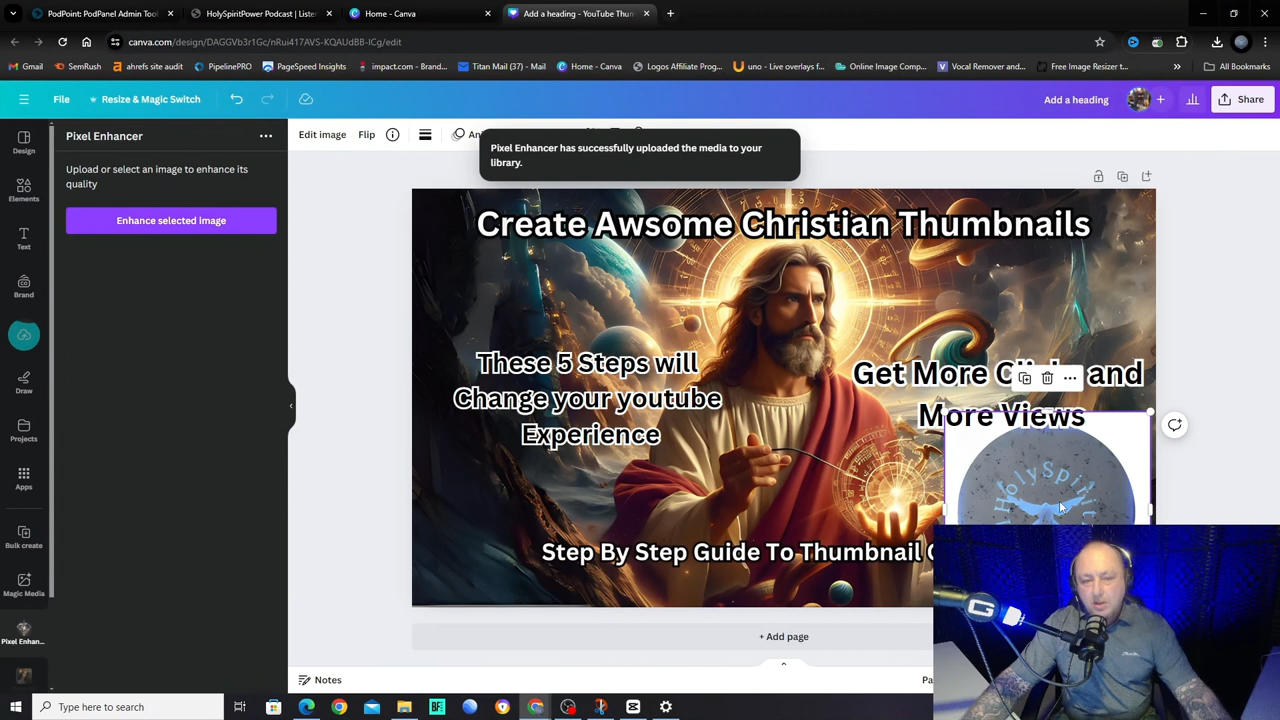 PodPoint: PodPanel Admin Tool
HolySpiritPower Podcast | Listen
Home - Canva
Add a heading - YouTube Thum
canva.com/design/DAGGVb3r1Gc/nRui417AVS-KQAUdBB-ICg/edit
Gmail
SemRush
ahrefs site audit
PipelinePRO
PageSpeed Insights
impact.com - Brand...
Titan Mail (37) - Mail
Home - Canva
Logos Affiliate Prog...
uno - Live overlays f...
Online Image Comp...
Vocal Remover and...
Free Image Resizer t...
All Bookmarks
File
Resize & Magic Switch
Add a heading
Share
Design
Elements
Text
Brand
Draw
Projects
Apps
Bulk create
Magic Media
Pixel Enhan...
Pixel Enhancer
Upload or select an image to enhance its
quality
Enhance selected image
Edit image
Flip
Pixel Enhancer has successfully uploaded the media to your
library.
Create Awsome Christian Thumbnails
These 5 Steps will
Change your youtube
Experience
Get More and
More Views
HolySpirit
Step By Step Guide To Thumbnail
+ Add page
Notes
Type here to search